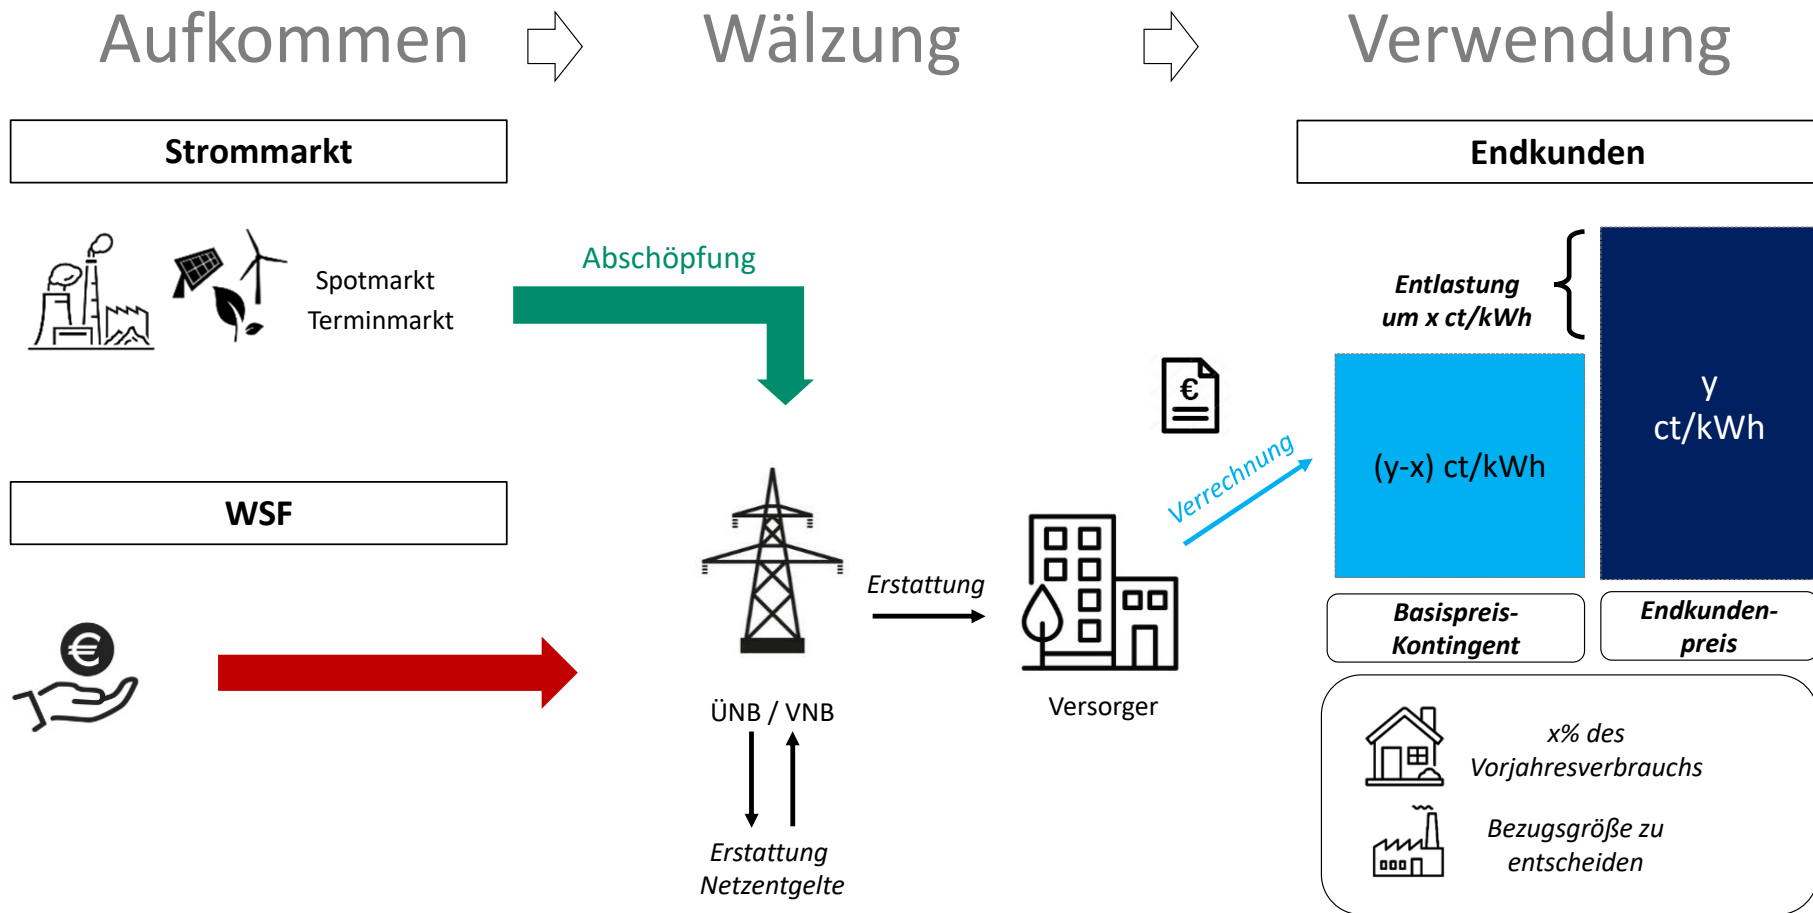 Aufkommen
Wälzung
Verwendung
Strommarkt
Endkunden
Spotmarkt
Terminmarkt
Abschöpfung
Entlastung
um x ct/kWh
y
ct/kWh
€
(y-x) ct/kWh
Verrechnung
WSF
€
Erstattung
Basispreis-
Kontingent
Endkunden-
preis
ÜNB / VNB
Versorger
x% des
Vorjahresverbrauchs
Bezugsgröße zu
entscheiden
Erstattung
Netzentgelte